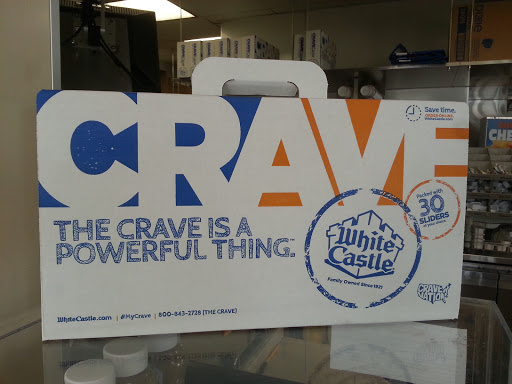 CRAVE
Save time.
ORDER ONLINE.
WhiteCastle.com
Packed with
30
SLIDERS
THE CRAVE IS A
POWERFUL THING.
White
Castle
Family Owned Since 1921
CRAVE
NATION
WhiteCastle.com | #MyCrave | 800-843-2728 [THE CRAVE]